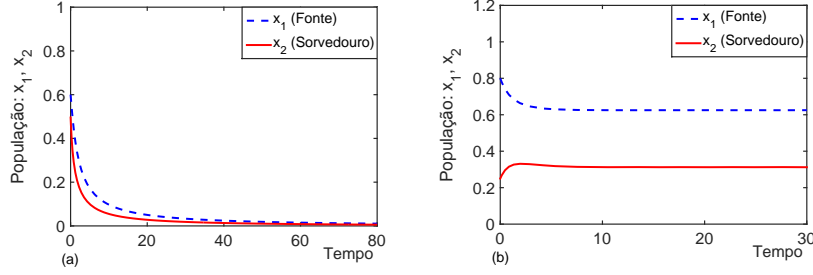 1
0.8
0.6
0.4
0.2
0
0 20 40 60 80
População: x1, x2
Tempo
(a)
x1 (Fonte)
x2 (Sorvedouro)
1.2
1
0.8
0.6
0.4
0.2
0
0 10 20 30
População: x1, x2
Tempo
(b)
x1 (Fonte)
x2 (Sorvedouro)